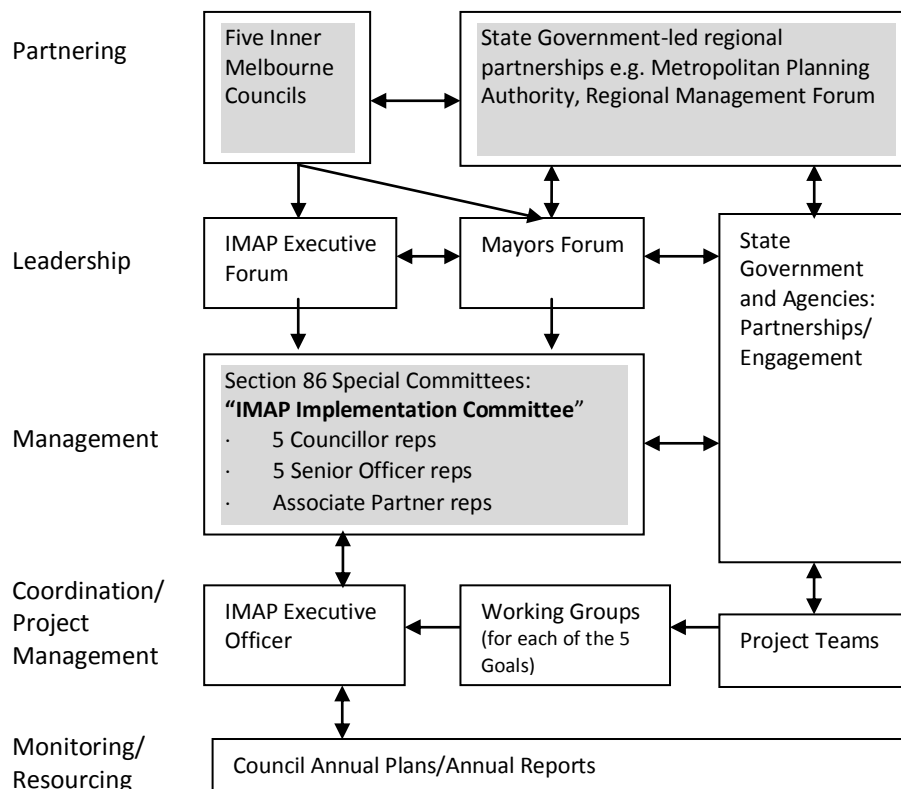 Partnering
Five Inner
Melbourne
Councils
State Government-led regional
partnerships e.g. Metropolitan Planning
Authority, Regional Management Forum
Leadership
IMAP Executive
Forum
Mayors Forum
State
Government
and Agencies:
Partnerships/
Engagement
Management
Section 86 Special Committees:
“IMAP Implementation Committee”
· 5 Councillor reps
· 5 Senior Officer reps
· Associate Partner reps
Coordination/
Project
Management
IMAP Executive
Officer
Working Groups
(for each of the 5
Goals)
Project Teams
Monitoring/
Resourcing
Council Annual Plans/Annual Reports